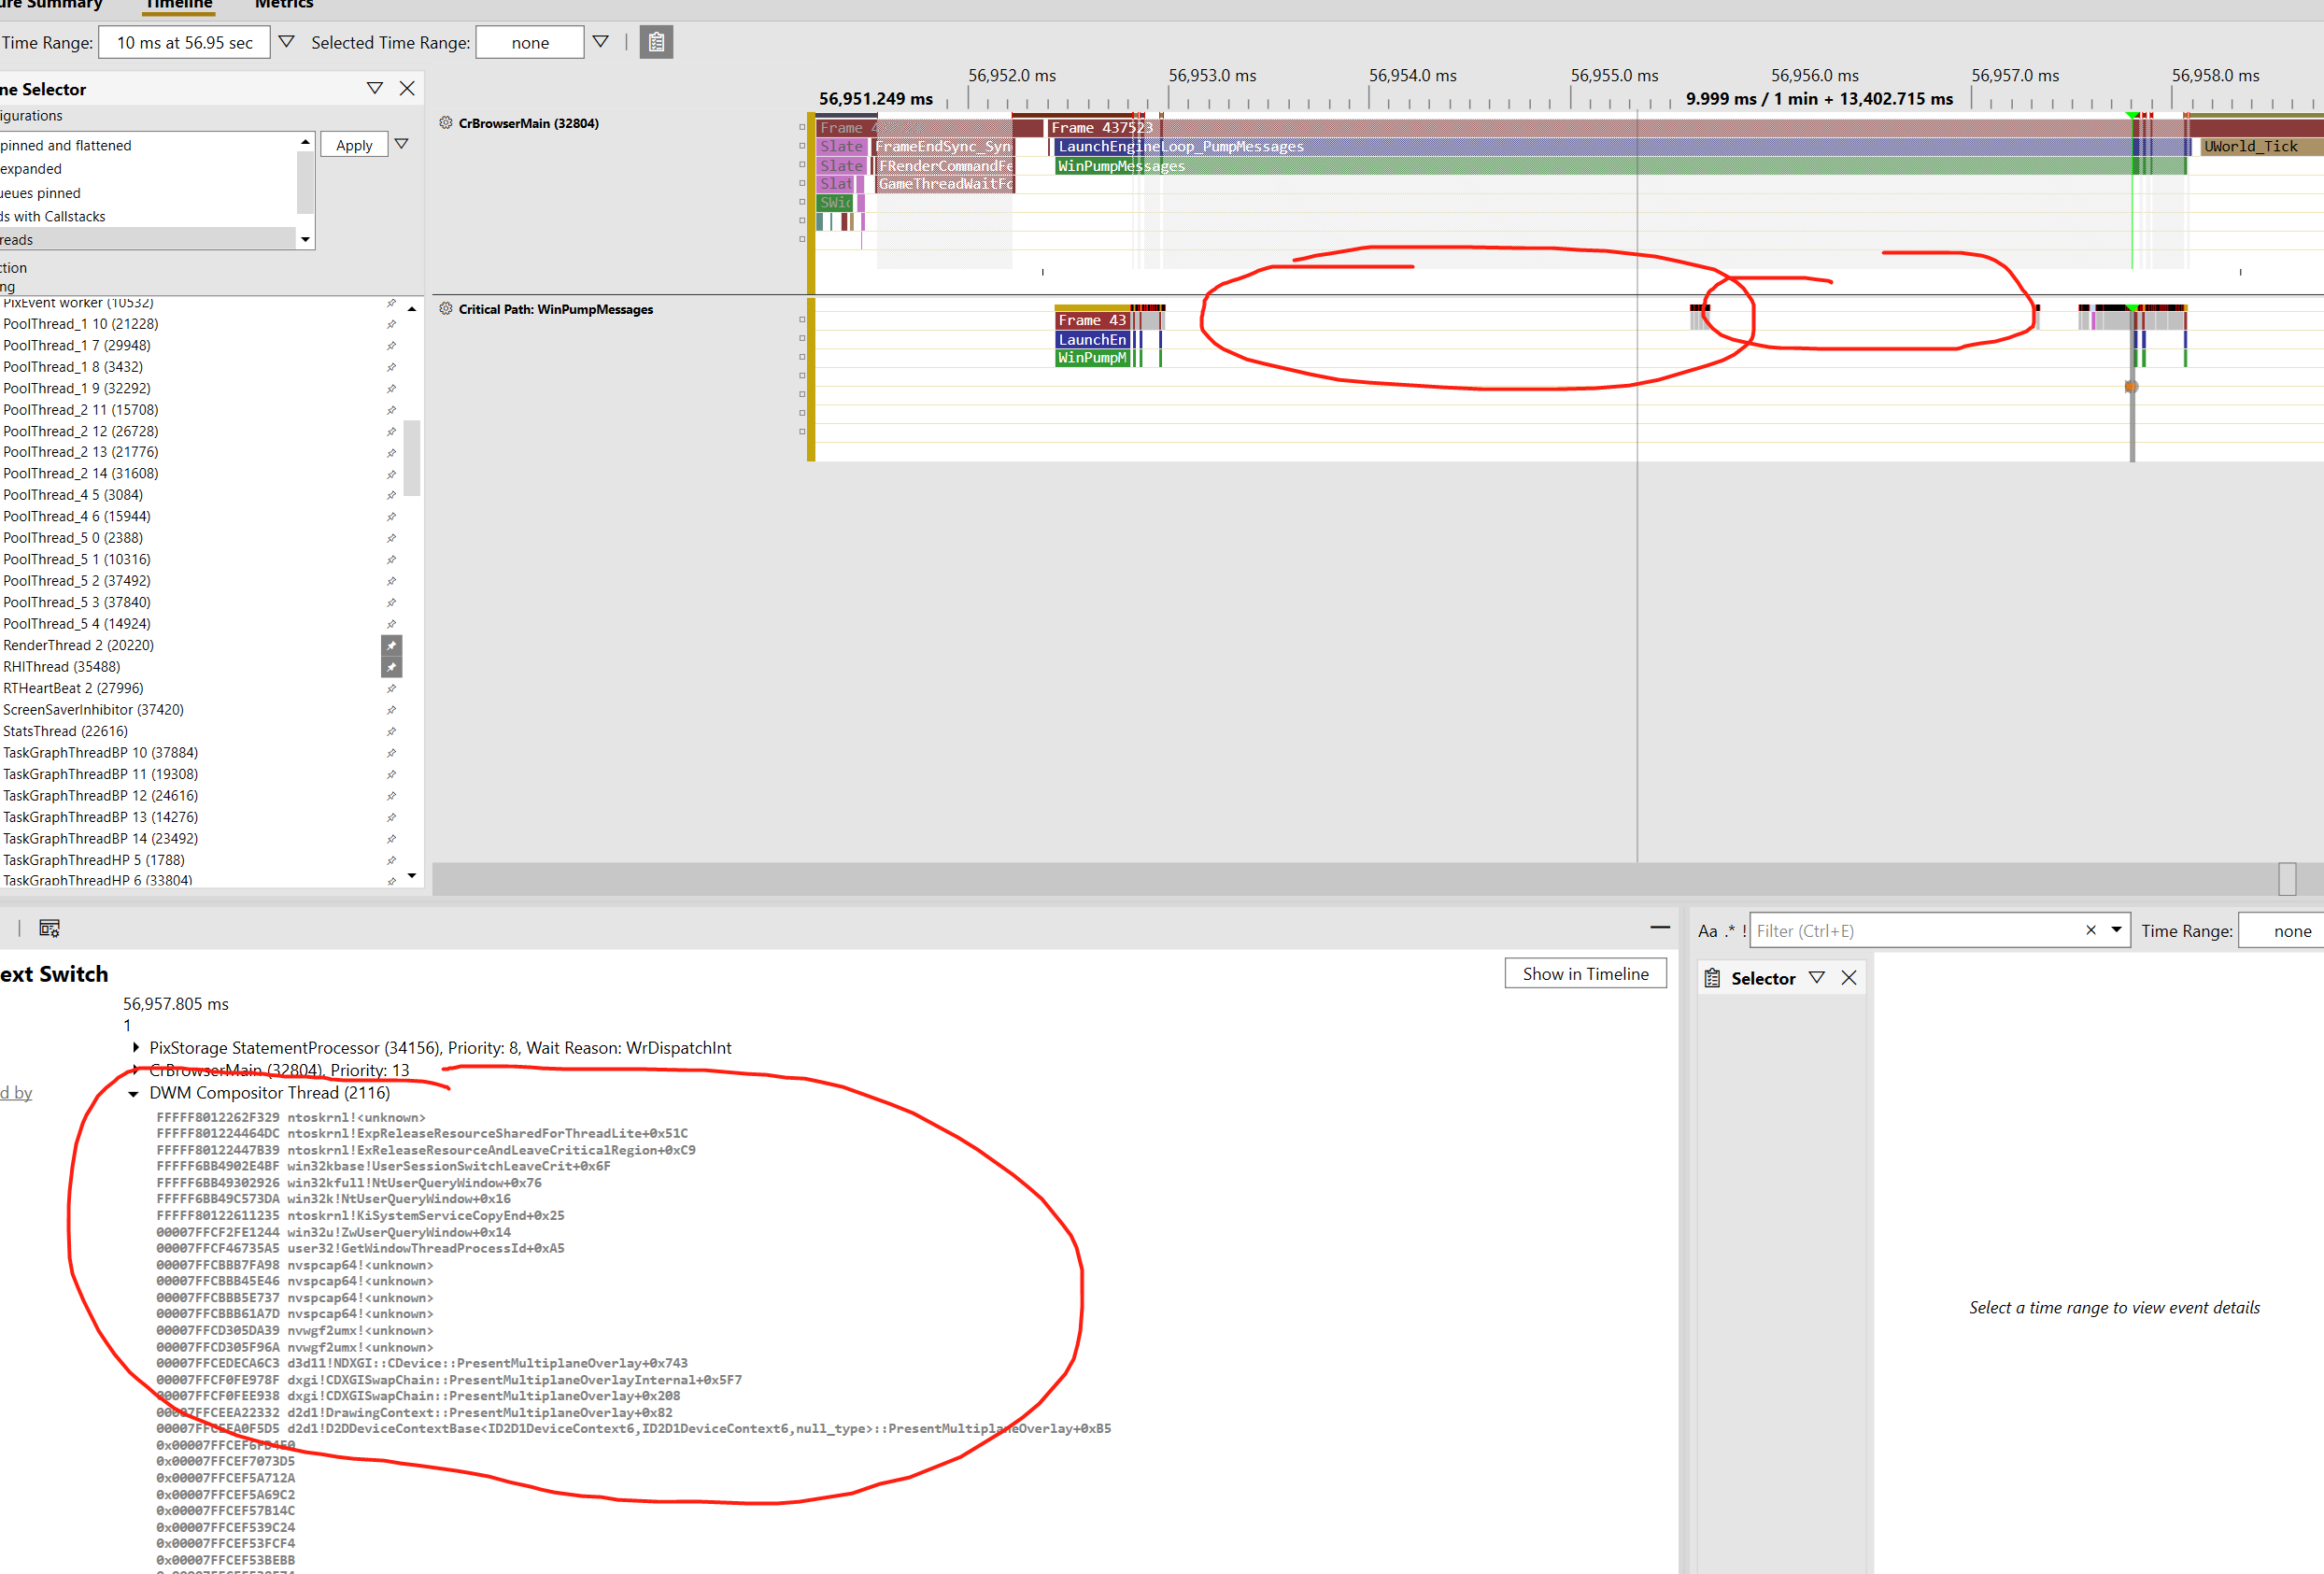 ure Summary Timeline Metrics
Time Range: 10 ms at 56.95 sec Selected Time Range: none
ne Selector
igurations
pinned and flattened
expanded
ueues pinned
ds with Callstacks
reads
Apply
ction
ng
PixEvent worker (10532)
PoolThread_1 10 (21228)
PoolThread_1 7 (29948)
PoolThread_1 8 (3432)
PoolThread_1 9 (32292)
PoolThread_2 11 (15708)
PoolThread_2 12 (26728)
PoolThread_2 13 (21776)
PoolThread_2 14 (31608)
PoolThread_4 5 (3084)
PoolThread_4 6 (15944)
PoolThread_5 0 (2388)
PoolThread_5 1 (10316)
PoolThread_5 2 (37492)
PoolThread_5 3 (37840)
PoolThread_5 4 (14924)
RenderThread 2 (20220)
RHIThread (35488)
RTHeartBeat 2 (27996)
ScreenSaverInhibitor (37420)
StatsThread (22616)
TaskGraphThreadBP 10 (37884)
TaskGraphThreadBP 11 (19308)
TaskGraphThreadBP 12 (24616)
TaskGraphThreadBP 13 (14276)
TaskGraphThreadBP 14 (23492)
TaskGraphThreadHP 5 (1788)
TaskGraphThreadHP 6 (33804)
56,952.0 ms 56,953.0 ms 56,954.0 ms 56,955.0 ms 56,956.0 ms 56,957.0 ms 56,958.0 ms
56,951.249 ms 9.999 ms / 1 min + 13,402.715 ms
CrBrowserMain (32804)
Frame 4 Frame 437523
Slate FrameEndSync_Syn LaunchEngineLoop_PumpMessages UWorld_Tick
Slate FRenderCommandFe WinPumpMessages
Slat GameThreadWaitFo
SWid
Critical Path: WinPumpMessages
Frame 43
LaunchEn
WinPumpM
ext Switch
Show in Timeline
56,957.805 ms
1
PixStorage StatementProcessor (34156), Priority: 8, Wait Reason: WrDispatchInt
CrBrowserMain (32804), Priority: 13
d by DWM Compositor Thread (2116)
FFFFF8012262F329 ntoskrnl!<unknown>
FFFFF801224464DC ntoskrnl!ExpReleaseResourceSharedForThreadLite+0x51C
FFFFF80122447B39 ntoskrnl!ExReleaseResourceAndLeaveCriticalRegion+0xC9
FFFFF6BB4902E4BF win32kbase!UserSessionSwitchLeaveCrit+0x6F
FFFFF6BB49302926 win32kfull!NtUserQueryWindow+0x76
FFFFF6BB49C573DA win32k!NtUserQueryWindow+0x16
FFFFF80122611235 ntoskrnl!KiSystemServiceCopyEnd+0x25
00007FFCF2FE1244 win32u!ZwUserQueryWindow+0x14
00007FFCF46735A5 user32!GetWindowThreadProcessId+0xA5
00007FFCBBB7FA98 nvspcap64!<unknown>
00007FFCBBB45E46 nvspcap64!<unknown>
00007FFCBBB5E737 nvspcap64!<unknown>
00007FFCBBB61A7D nvspcap64!<unknown>
00007FFCD305DA39 nvwgf2umx!<unknown>
00007FFCD305F96A nvwgf2umx!<unknown>
00007FFCEDECA6C3 d3d11!NDXGI::CDevice::PresentMultiplaneOverlay+0x743
00007FFCF0FE978F dxgi!CDXGISwapChain::PresentMultiplaneOverlayInternal+0x5F7
00007FFCF0FEE938 dxgi!CDXGISwapChain::PresentMultiplaneOverlay+0x208
00007FFCEEA22332 d2d1!DrawingContext::PresentMultiplaneOverlay+0x82
00007FFCEEA0F5D5 d2d1!D2DDeviceContextBase<ID2D1DeviceContext6,ID2D1DeviceContext6,null_type>::PresentMultiplaneOverlay+0xB5
0x00007FFCEF6FD450
0x00007FFCEF7073D5
0x00007FFCEF5A712A
0x00007FFCEF5A69C2
0x00007FFCEF57B14C
0x00007FFCEF539C24
0x00007FFCEF53FCF4
0x00007FFCEF53BEBB
Aa .* ! Filter (Ctrl+E) Time Range: none
Selector
Select a time range to view event details